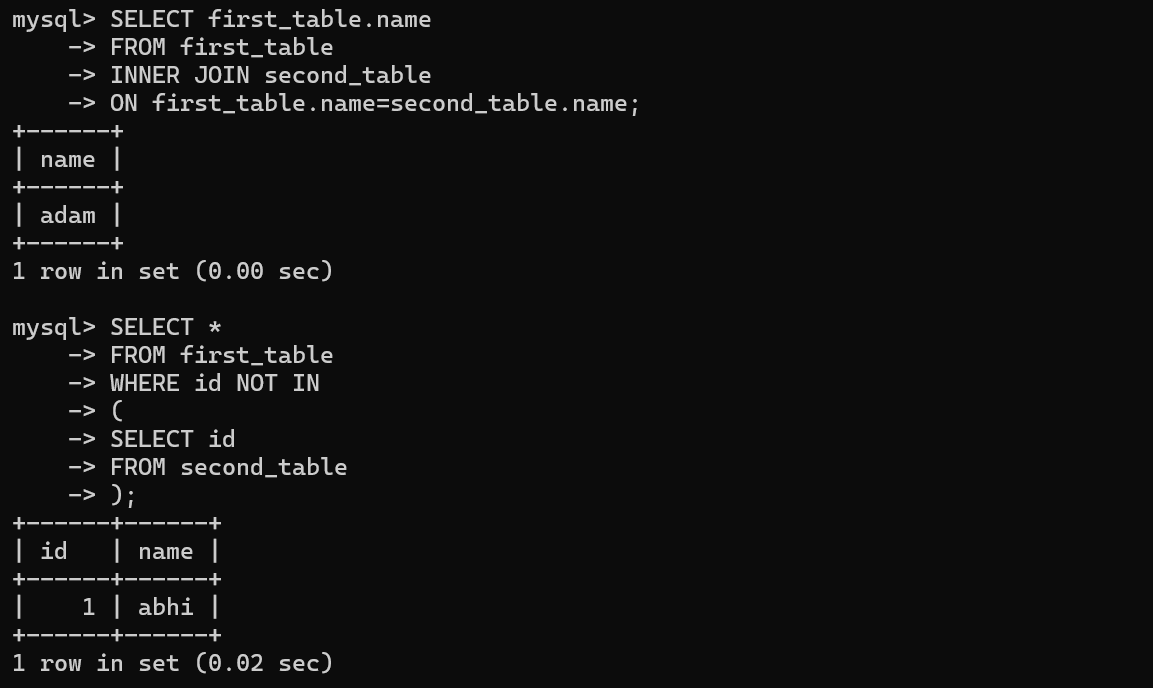 mysql> SELECT first_table.name
    -> FROM first_table
    -> INNER JOIN second_table
    -> ON first_table.name=second_table.name;
+------+
| name |
+------+
| adam |
+------+
1 row in set (0.00 sec)

mysql> SELECT *
    -> FROM first_table
    -> WHERE id NOT IN
    -> (
    -> SELECT id
    -> FROM second_table
    -> );
+------+------+
| id   | name |
+------+------+
|    1 | abhi |
+------+------+
1 row in set (0.02 sec)